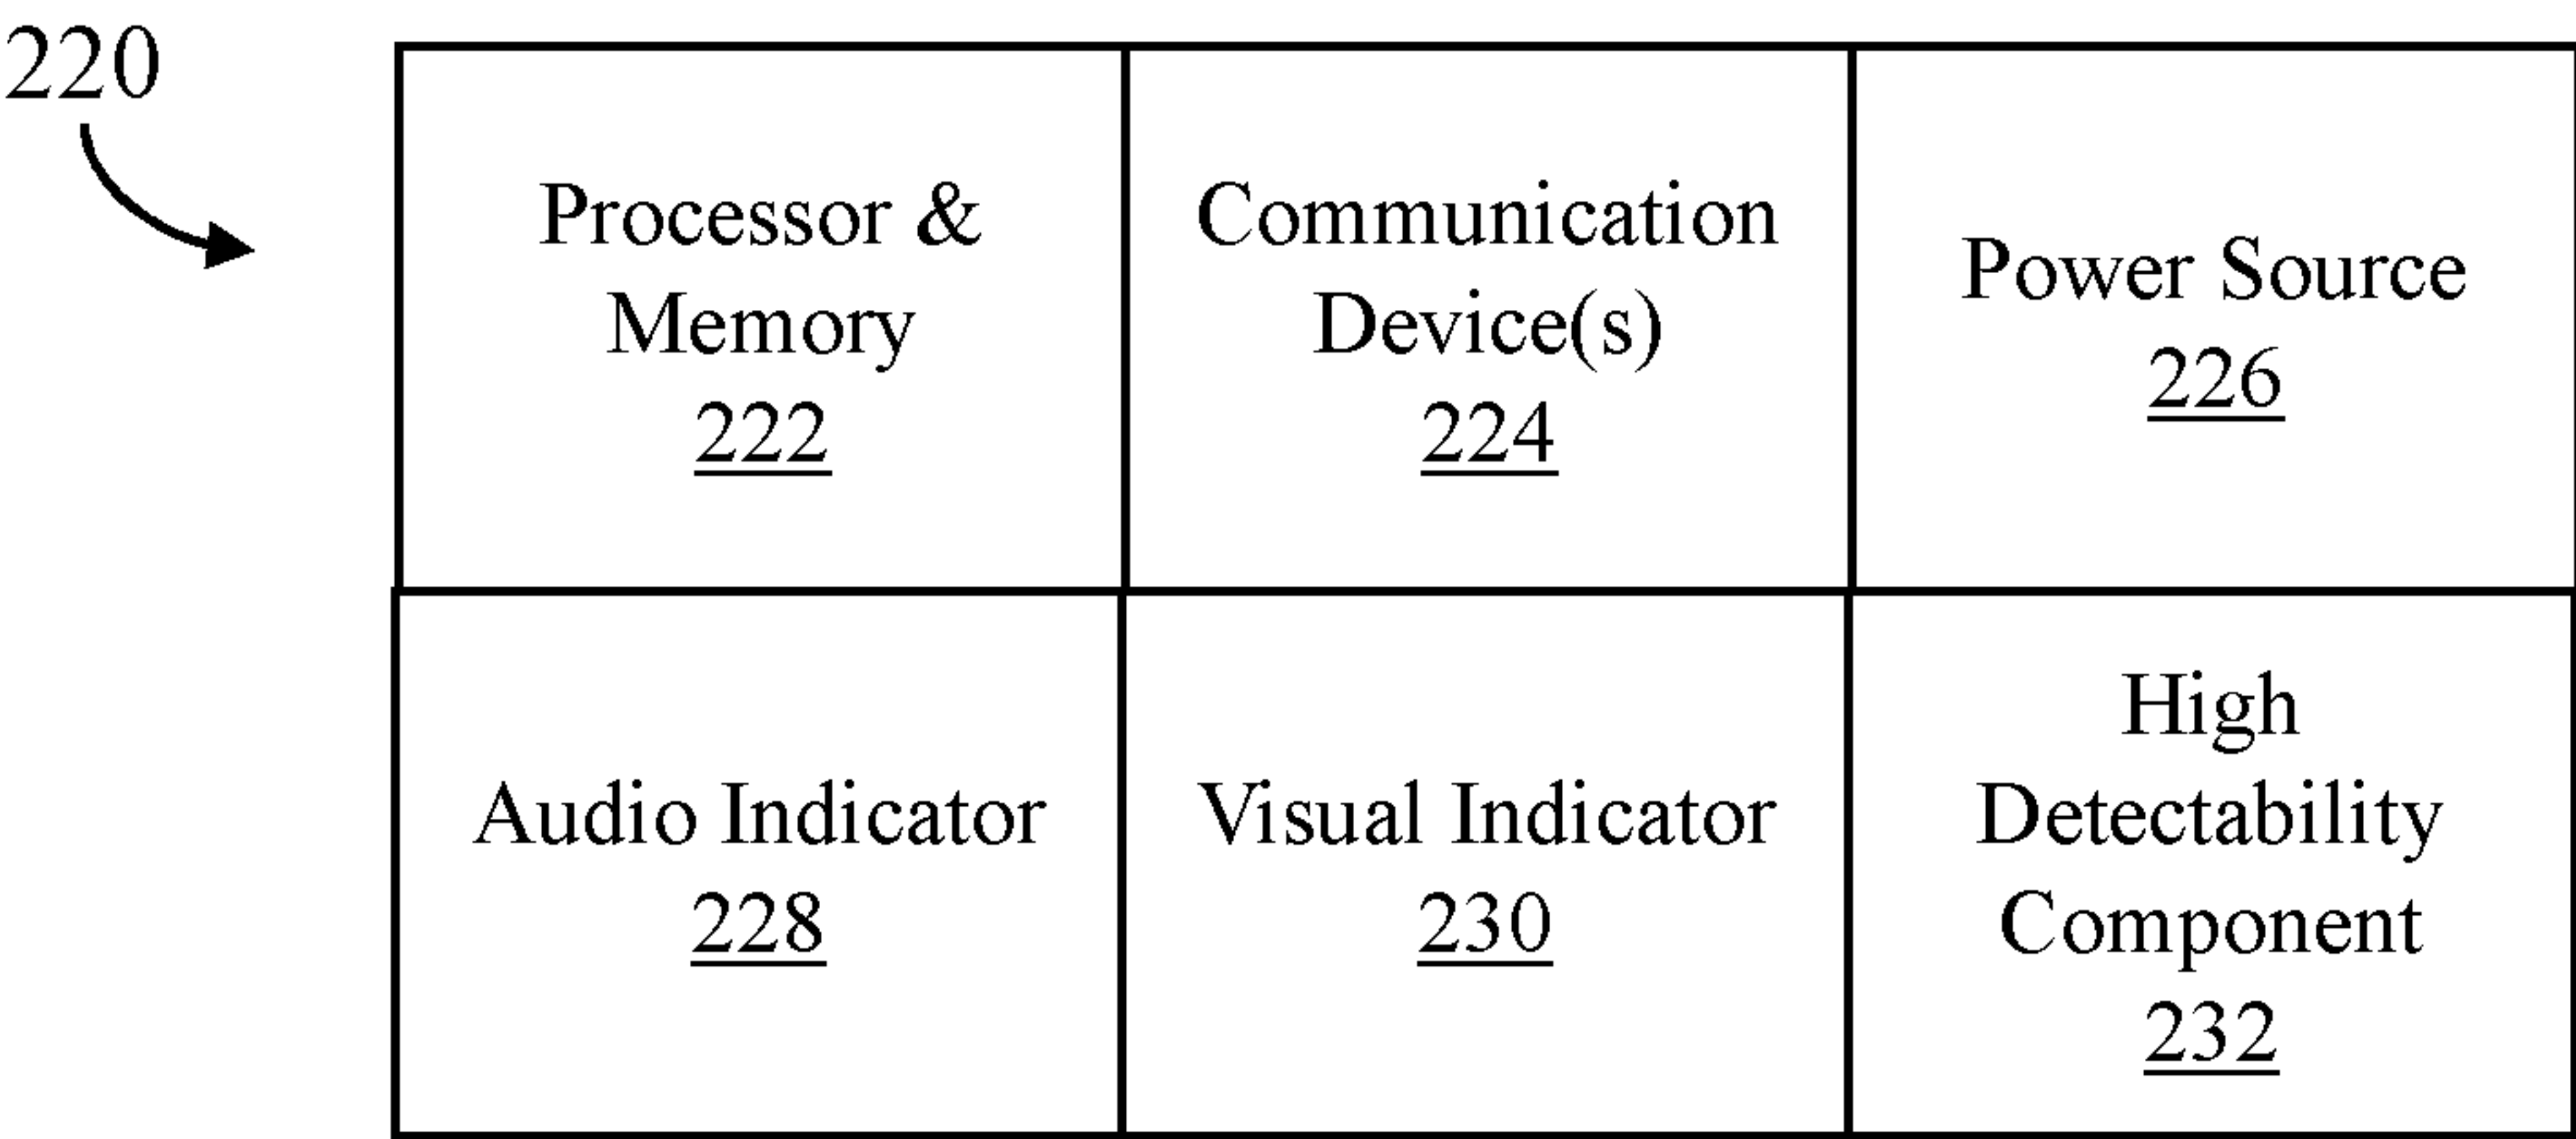 220
Processor &
Memory
222
Communication
Device(s)
224
Power Source
226
Audio Indicator
228
Visual Indicator
230
High
Detectability
Component
232